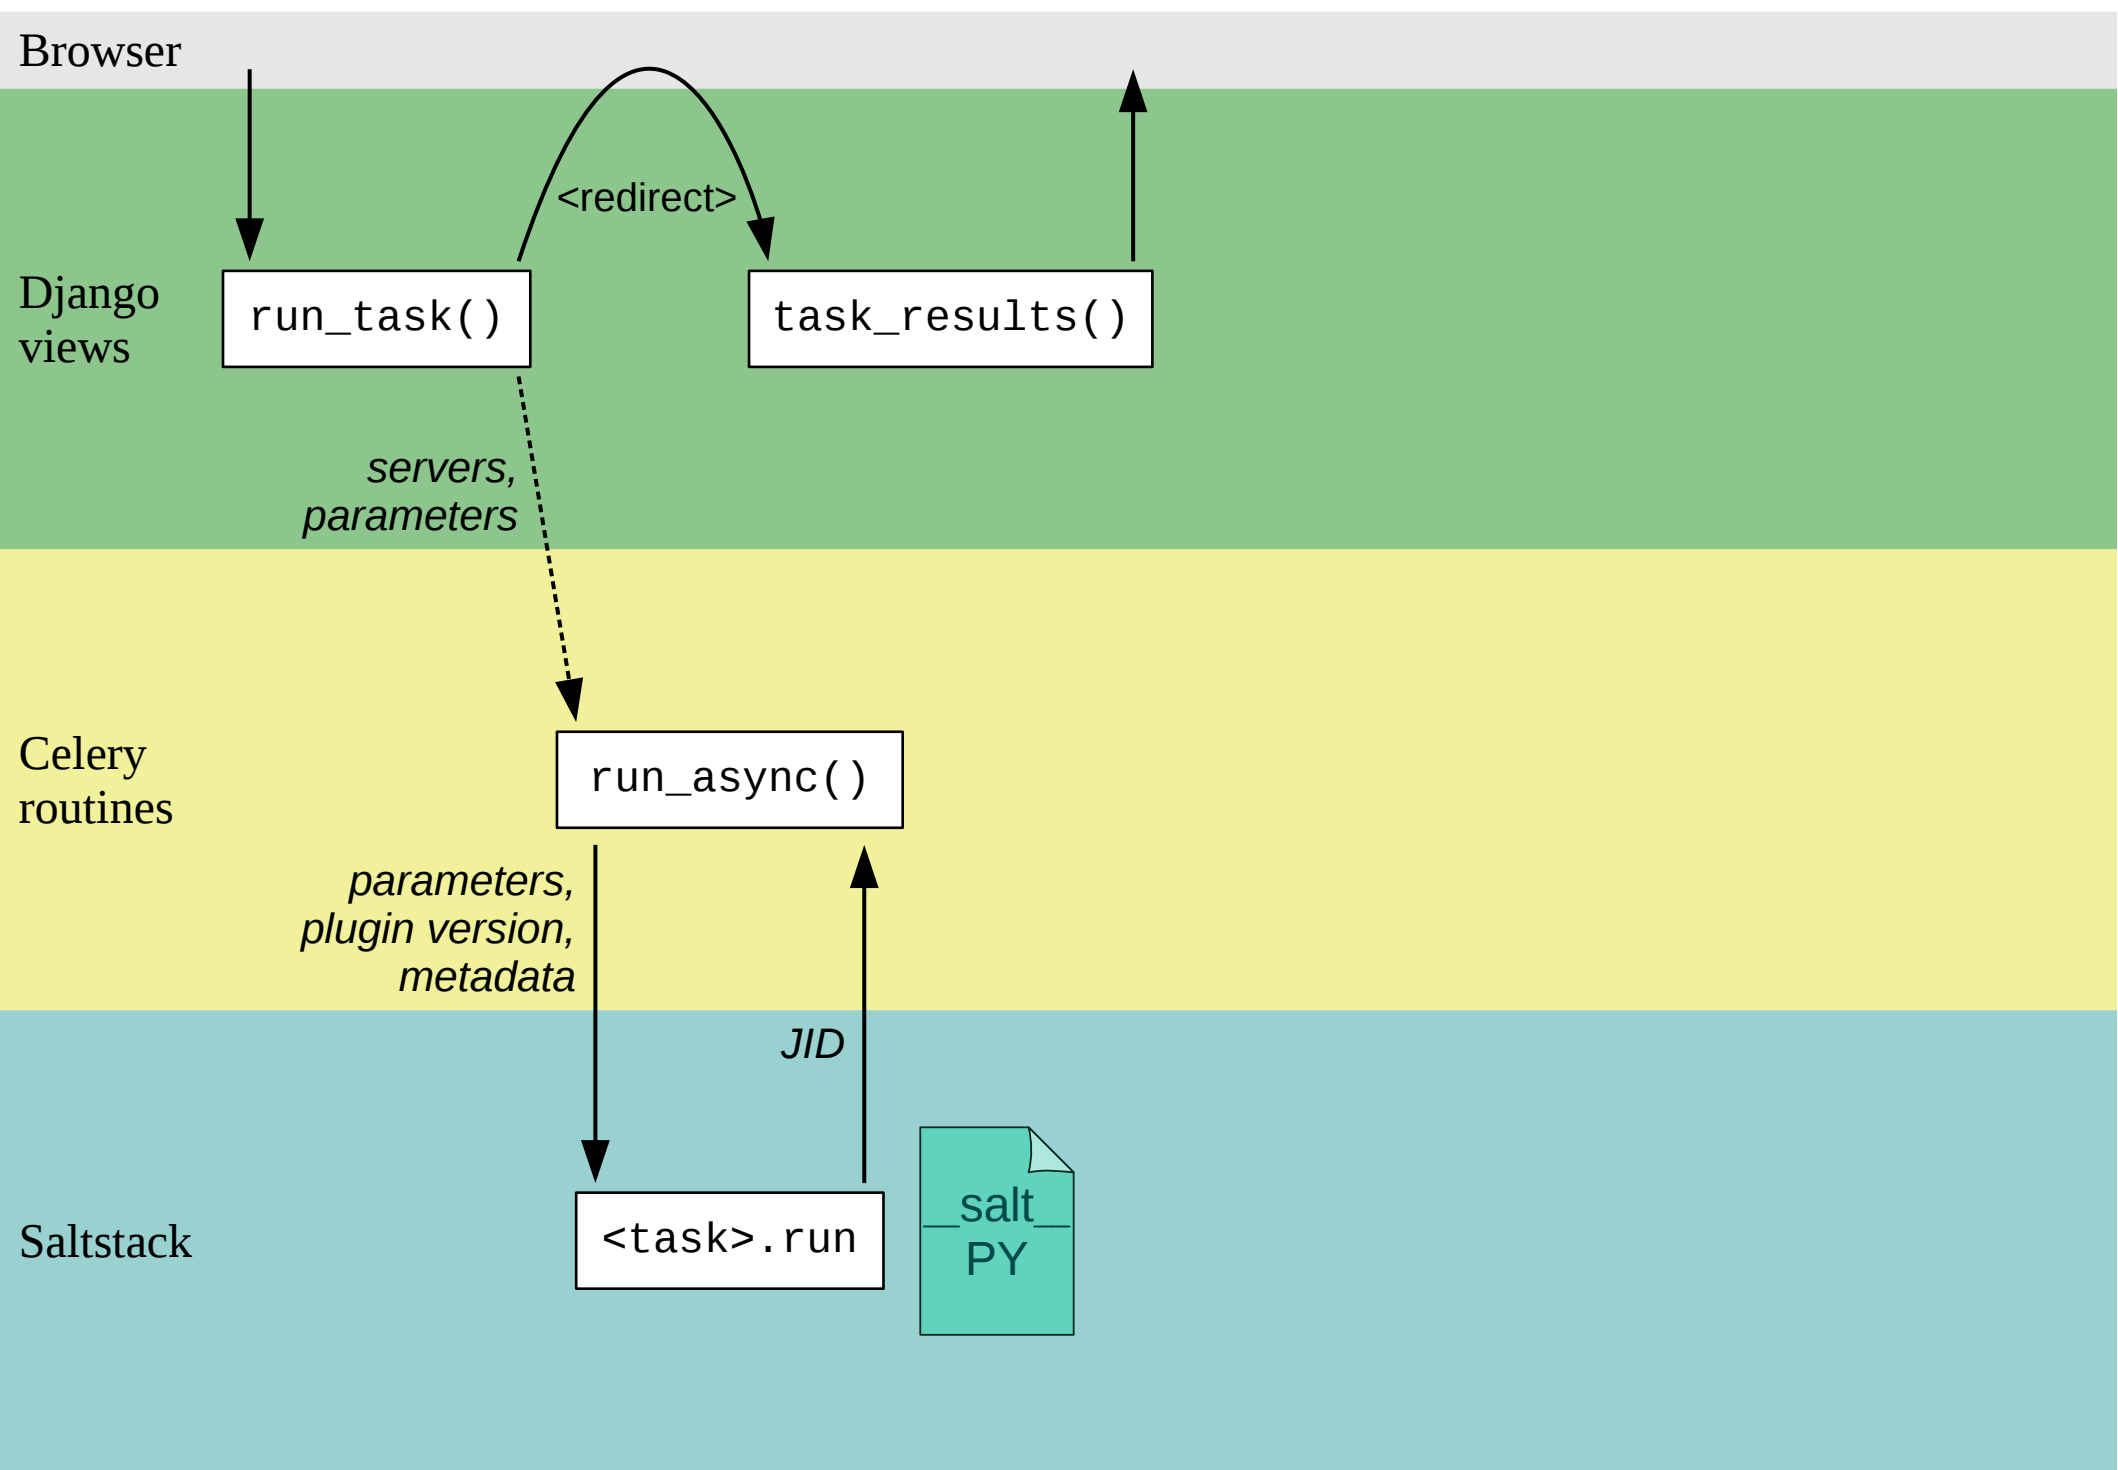 Browser
<redirect>
Django
views
run_task()
task_results()
servers,
parameters
Celery
routines
run_async()
parameters,
plugin version,
metadata
JID
Saltstack
<task>.run
__salt__
PY